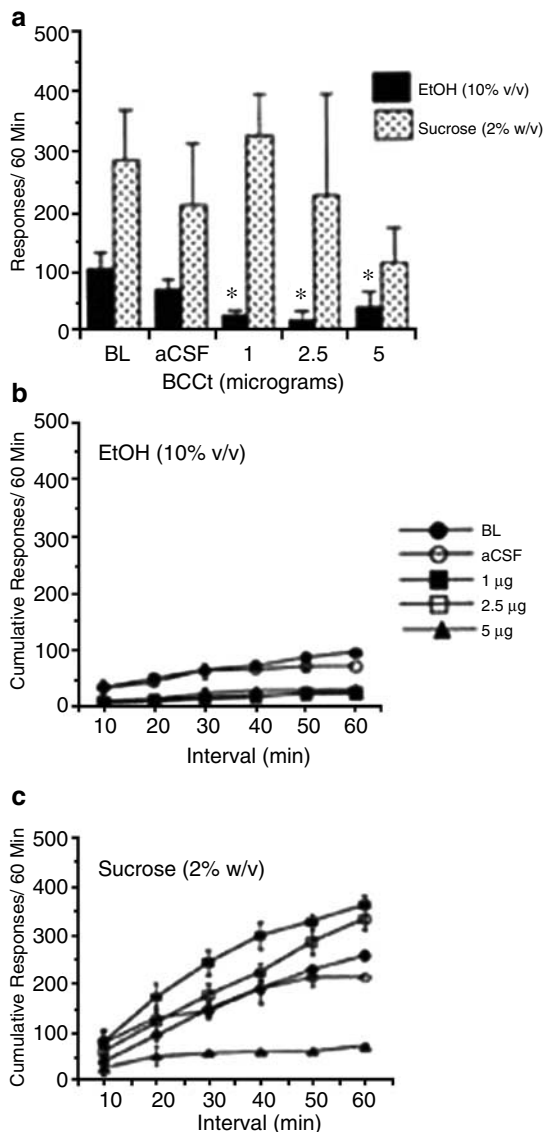 a
500
400
300
200
100
0
Responses/ 60 Min
EtOH (10% v/v)
Sucrose (2% w/v)
* * *
BL aCSF 1 2.5 5
BCCt (micrograms)
b
500
400
300
200
100
0
Cumulative Responses/ 60 Min
EtOH (10% v/v)
BL
aCSF
1 μg
2.5 μg
5 μg
10 20 30 40 50 60
Interval (min)
c
500
400
300
200
100
0
Cumulative Responses/ 60 Min
Sucrose (2% w/v)
10 20 30 40 50 60
Interval (min)